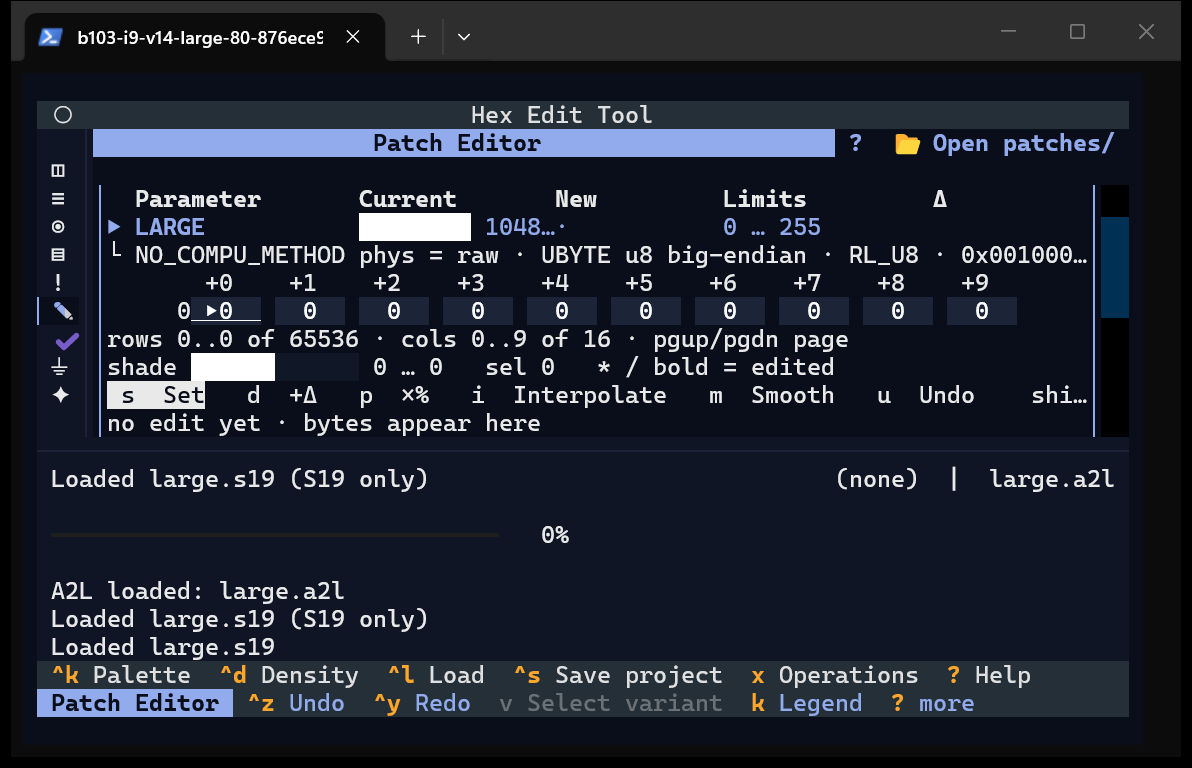 b103-i9-v14-large-80-876ece9
Hex Edit Tool
Patch Editor ? Open patches/
Parameter Current New Limits Δ
▶ LARGE 1048…· 0 … 255
└ NO_COMPU_METHOD phys = raw · UBYTE u8 big-endian · RL_U8 · 0x001000…
+0 +1 +2 +3 +4 +5 +6 +7 +8 +9
0 ▶0 0 0 0 0 0 0 0 0 0
rows 0..0 of 65536 · cols 0..9 of 16 · pgup/pgdn page
shade 0 … 0 sel 0 * / bold = edited
s Set d +Δ p ×% i Interpolate m Smooth u Undo shi…
no edit yet · bytes appear here
Loaded large.s19 (S19 only) (none) | large.a2l
0%
A2L loaded: large.a2l
Loaded large.s19 (S19 only)
Loaded large.s19
^k Palette ^d Density ^l Load ^s Save project x Operations ? Help
Patch Editor ^z Undo ^y Redo v Select variant k Legend ? more